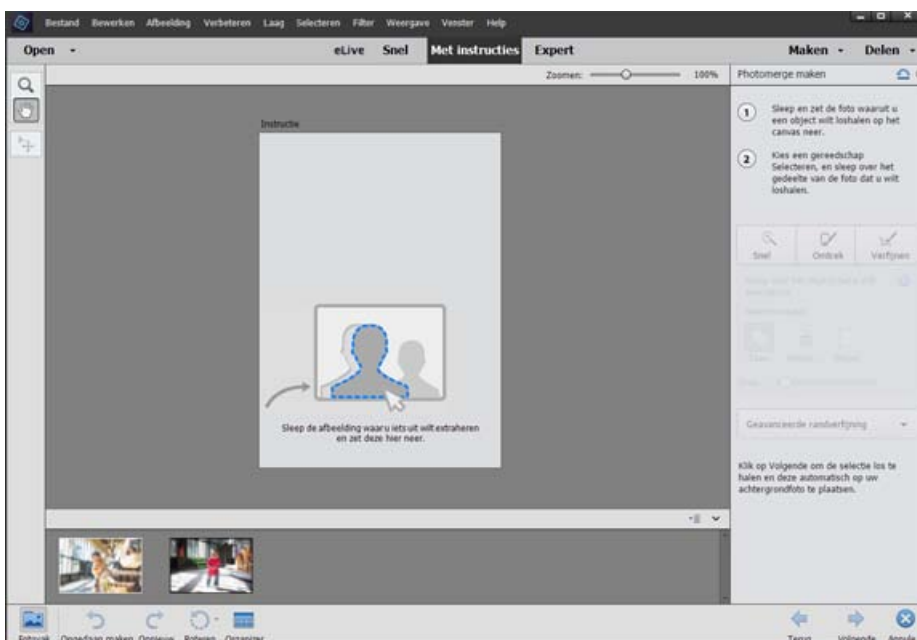 Bestand Bewerken Afbeelding Verbeteren Laag Selecteren Filter Weergave Venster Help
Open eLive Snel Met instructies Expert Maken Delen
Zoomen: 100% Photomerge maken
Instructie
1 Sleep en zet de foto waaruit u
een object wilt loshalen op het
canvas neer.
2 Kies een gereedschap
Selecteren, en sleep over het
gedeelte van de foto dat u wilt
loshalen.
Snel Omtrek Verfijnen
Geavanceerde randverfijning
Klik op Volgende om de selectie los te
halen en deze automatisch op uw
achtergrondfoto te plaatsen.
Sleep de afbeelding waar u iets uit wilt extraheren
en zet deze hier neer.
Fotovak Ongedaan maken Opnieuw Roteren Organizer Terug Volgende